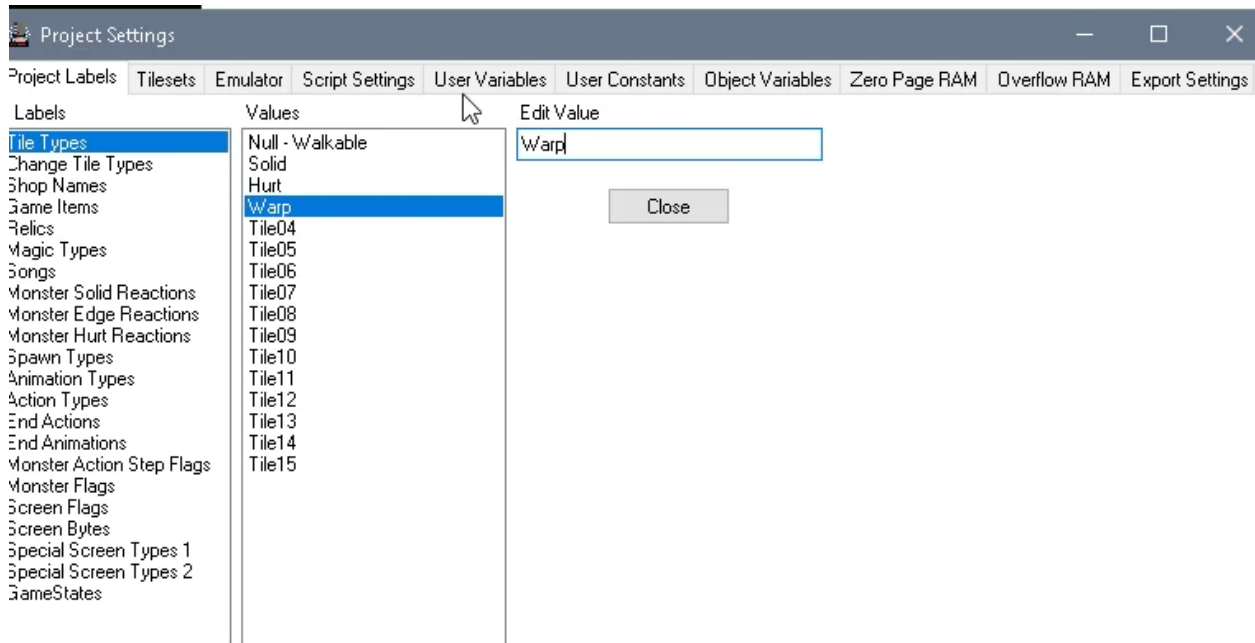 Project Settings
Project Labels Tilesets Emulator Script Settings User Variables User Constants Object Variables Zero Page RAM Overflow RAM Export Settings
Labels
Tile Types
Change Tile Types
Shop Names
Game Items
Relics
Magic Types
Songs
Monster Solid Reactions
Monster Edge Reactions
Monster Hurt Reactions
Spawn Types
Animation Types
Action Types
End Actions
End Animations
Monster Action Step Flags
Monster Flags
Screen Flags
Screen Bytes
Special Screen Types 1
Special Screen Types 2
GameStates
Values
Null - Walkable
Solid
Hurt
Warp
Tile04
Tile05
Tile06
Tile07
Tile08
Tile09
Tile10
Tile11
Tile12
Tile13
Tile14
Tile15
Edit Value
Warp
Close